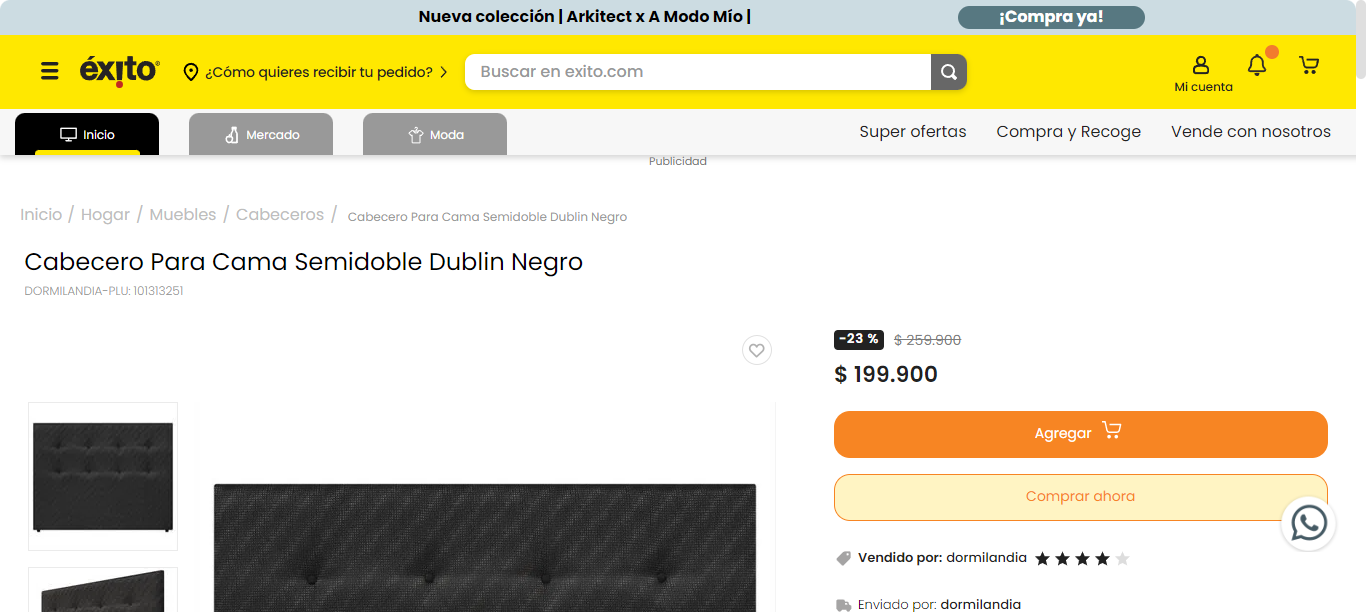 Nueva colección | Arkitect x A Modo Mío |
¡Compra ya!
éxito
¿Cómo quieres recibir tu pedido?
Buscar en exito.com
Mi cuenta
Inicio
Mercado
Moda
Super ofertas
Compra y Recoge
Vende con nosotros
Publicidad
Inicio / Hogar / Muebles / Cabeceros / Cabecero Para Cama Semidoble Dublin Negro
Cabecero Para Cama Semidoble Dublin Negro
DORMILANDIA-PLU: 101313251
-23 % $ 259.900
$ 199.900
Agregar
Comprar ahora
Vendido por: dormilandia
Enviado por: dormilandia